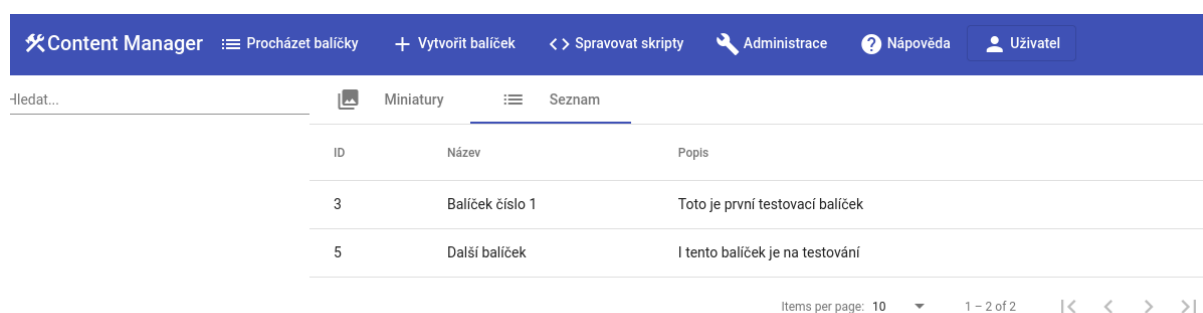 Content Manager Procházet balíčky Vytvořit balíček Spravovat skripty Administrace Nápověda Uživatel
Hledat... Miniatury Seznam
ID Název Popis
3 Balíček číslo 1 Toto je první testovací balíček
5 Další balíček I tento balíček je na testování
Items per page: 10 1 – 2 of 2